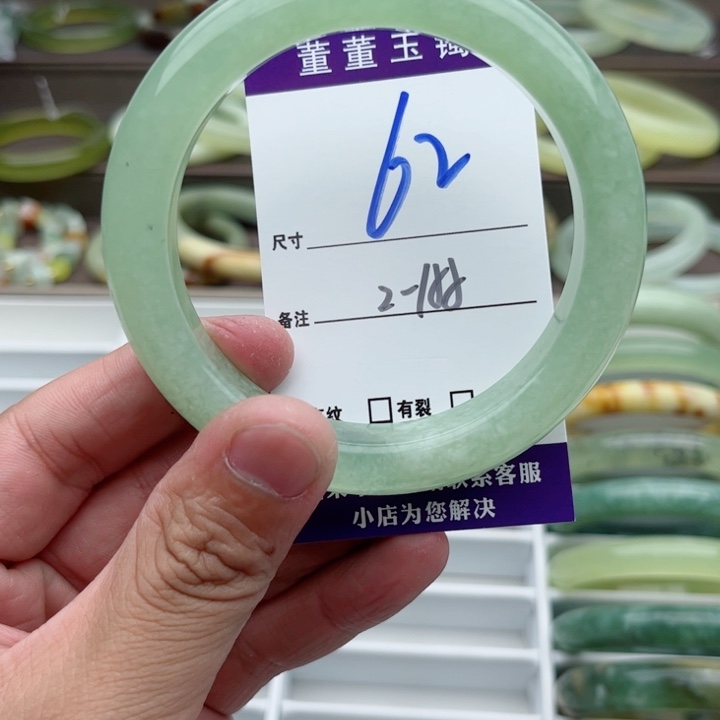 董董玉镯
62
尺寸
2-188
备注
纹 □有裂 □
联系客服
小店为您解决